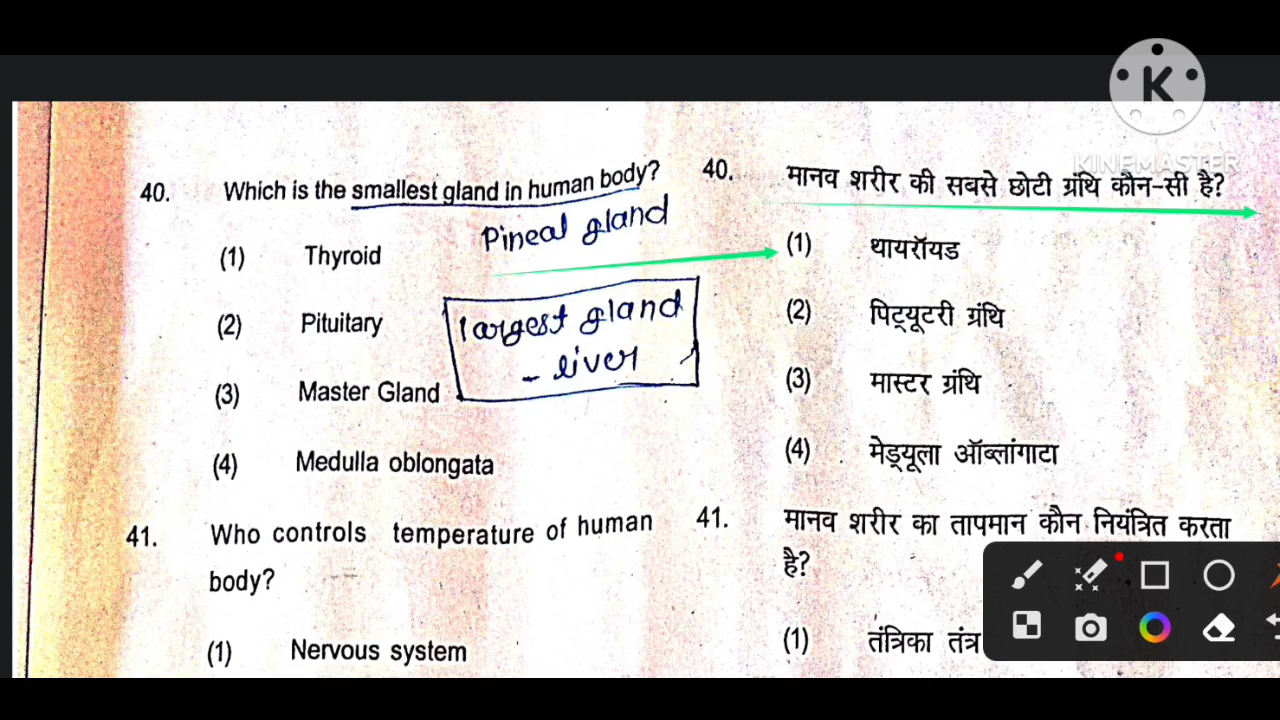 K
KINEMASTER
40. Which is the smallest gland in human body?
Pineal gland
(1) Thyroid
(2) Pituitary
largest gland
- liver
(3) Master Gland
(4) Medulla oblongata
41. Who controls temperature of human
body?
(1) Nervous system
40. मानव शरीर की सबसे छोटी ग्रंथि कौन-सी है?
(1) थायरॉयड
(2) पिट्यूटरी ग्रंथि
(3) मास्टर ग्रंथि
(4) मेड्यूला ऑब्लांगाटा
41. मानव शरीर का तापमान कौन नियंत्रित करता
है?
(1) तंत्रिका तंत्र